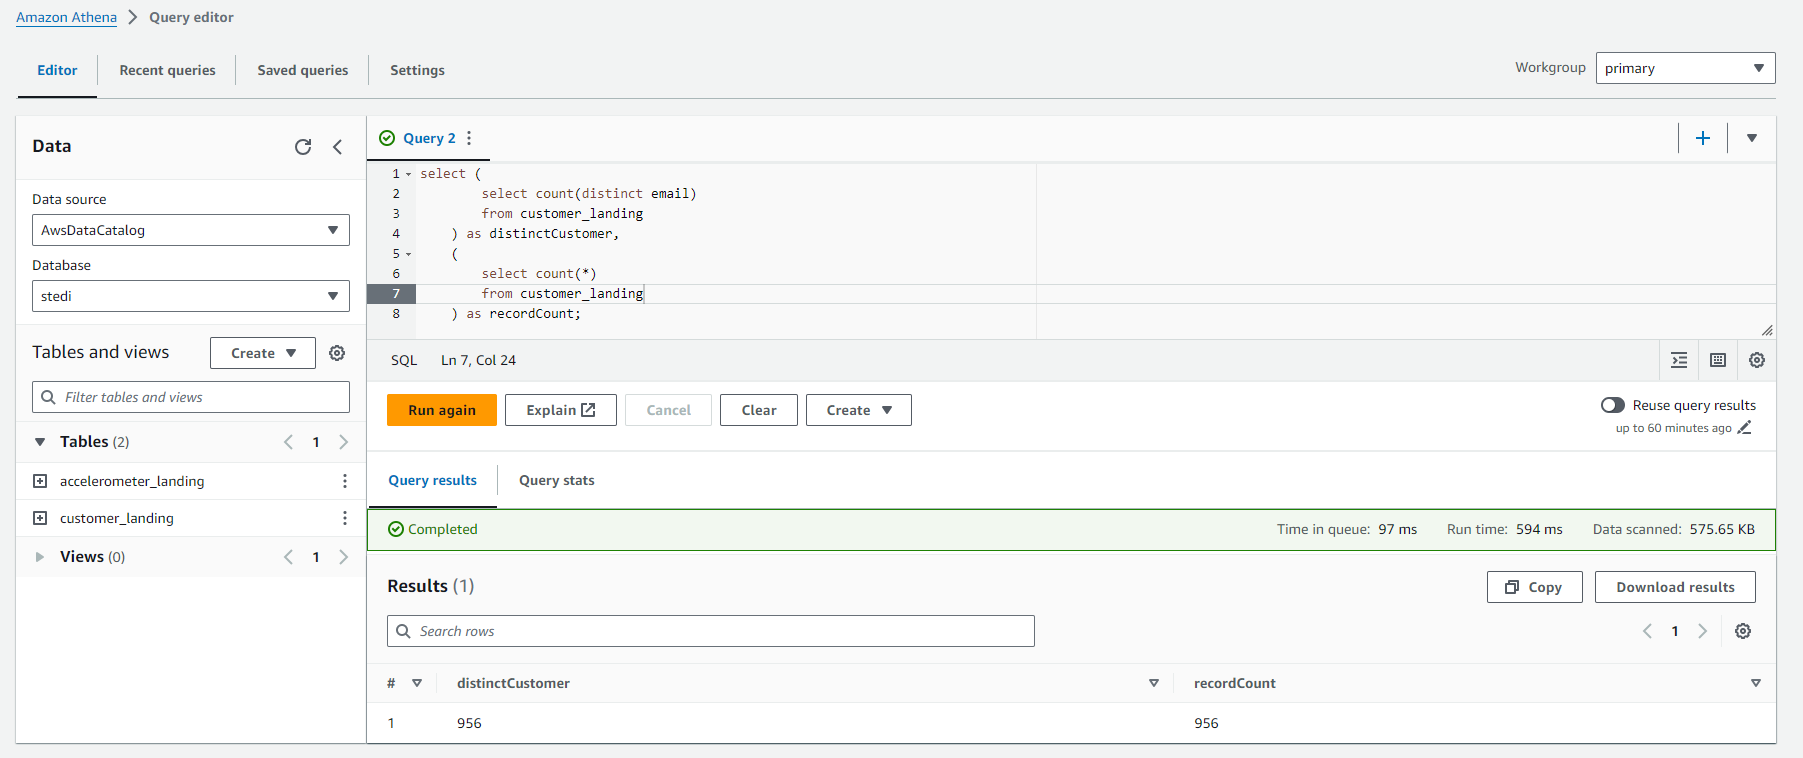 Amazon Athena > Query editor
Editor Recent queries Saved queries Settings
Workgroup primary
Data
Data source
AwsDataCatalog
Database
stedi
Tables and views Create
Filter tables and views
Tables (2) 1
accelerometer_landing
customer_landing
Views (0) 1
Query 2
1 select (
2 select count(distinct email)
3 from customer_landing
4 ) as distinctCustomer,
5 (
6 select count(*)
7 from customer_landing
8 ) as recordCount;
SQL Ln 7, Col 24
Run again Explain Cancel Clear Create
Reuse query results
up to 60 minutes ago
Query results Query stats
Completed Time in queue: 97 ms Run time: 594 ms Data scanned: 575.65 KB
Results (1) Copy Download results
Search rows 1
# distinctCustomer recordCount
1 956 956